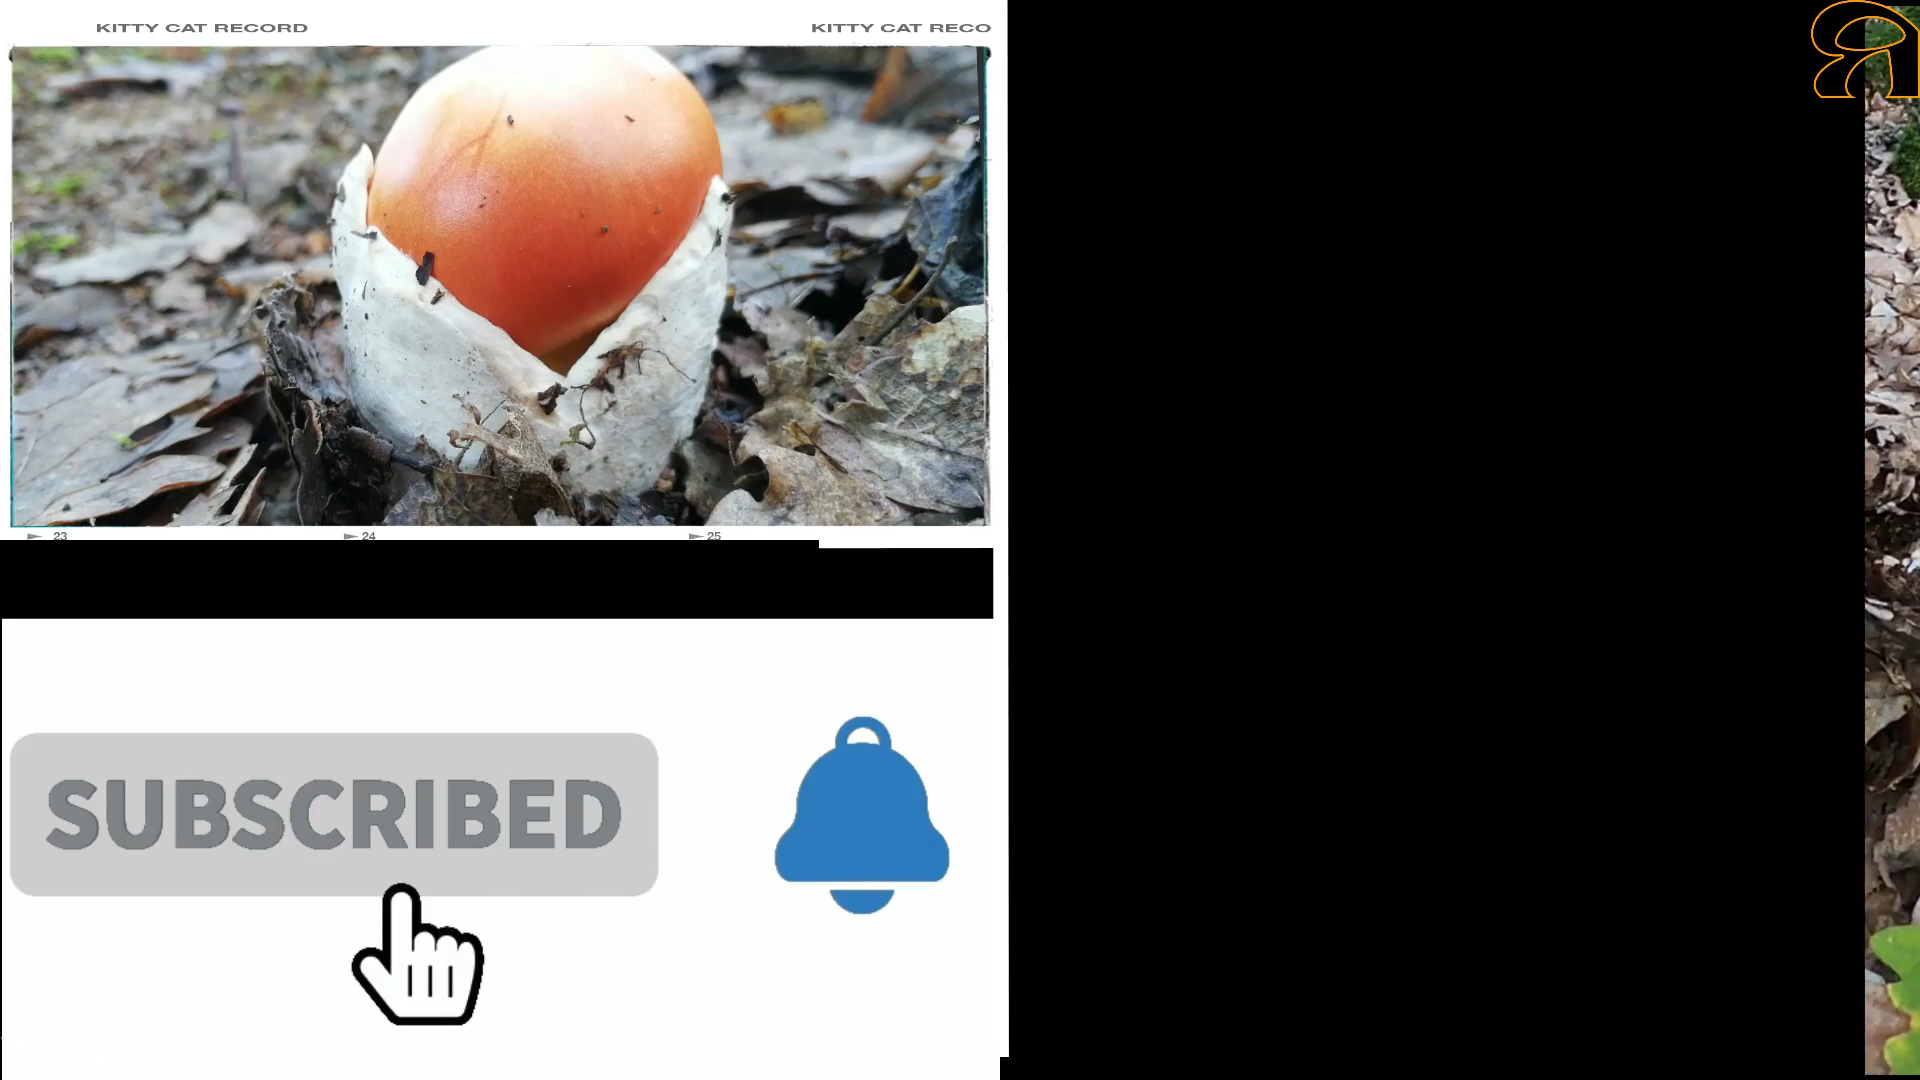 KITTY CAT RECORD KITTY CAT RECO
23 24 25
SUBSCRIBED